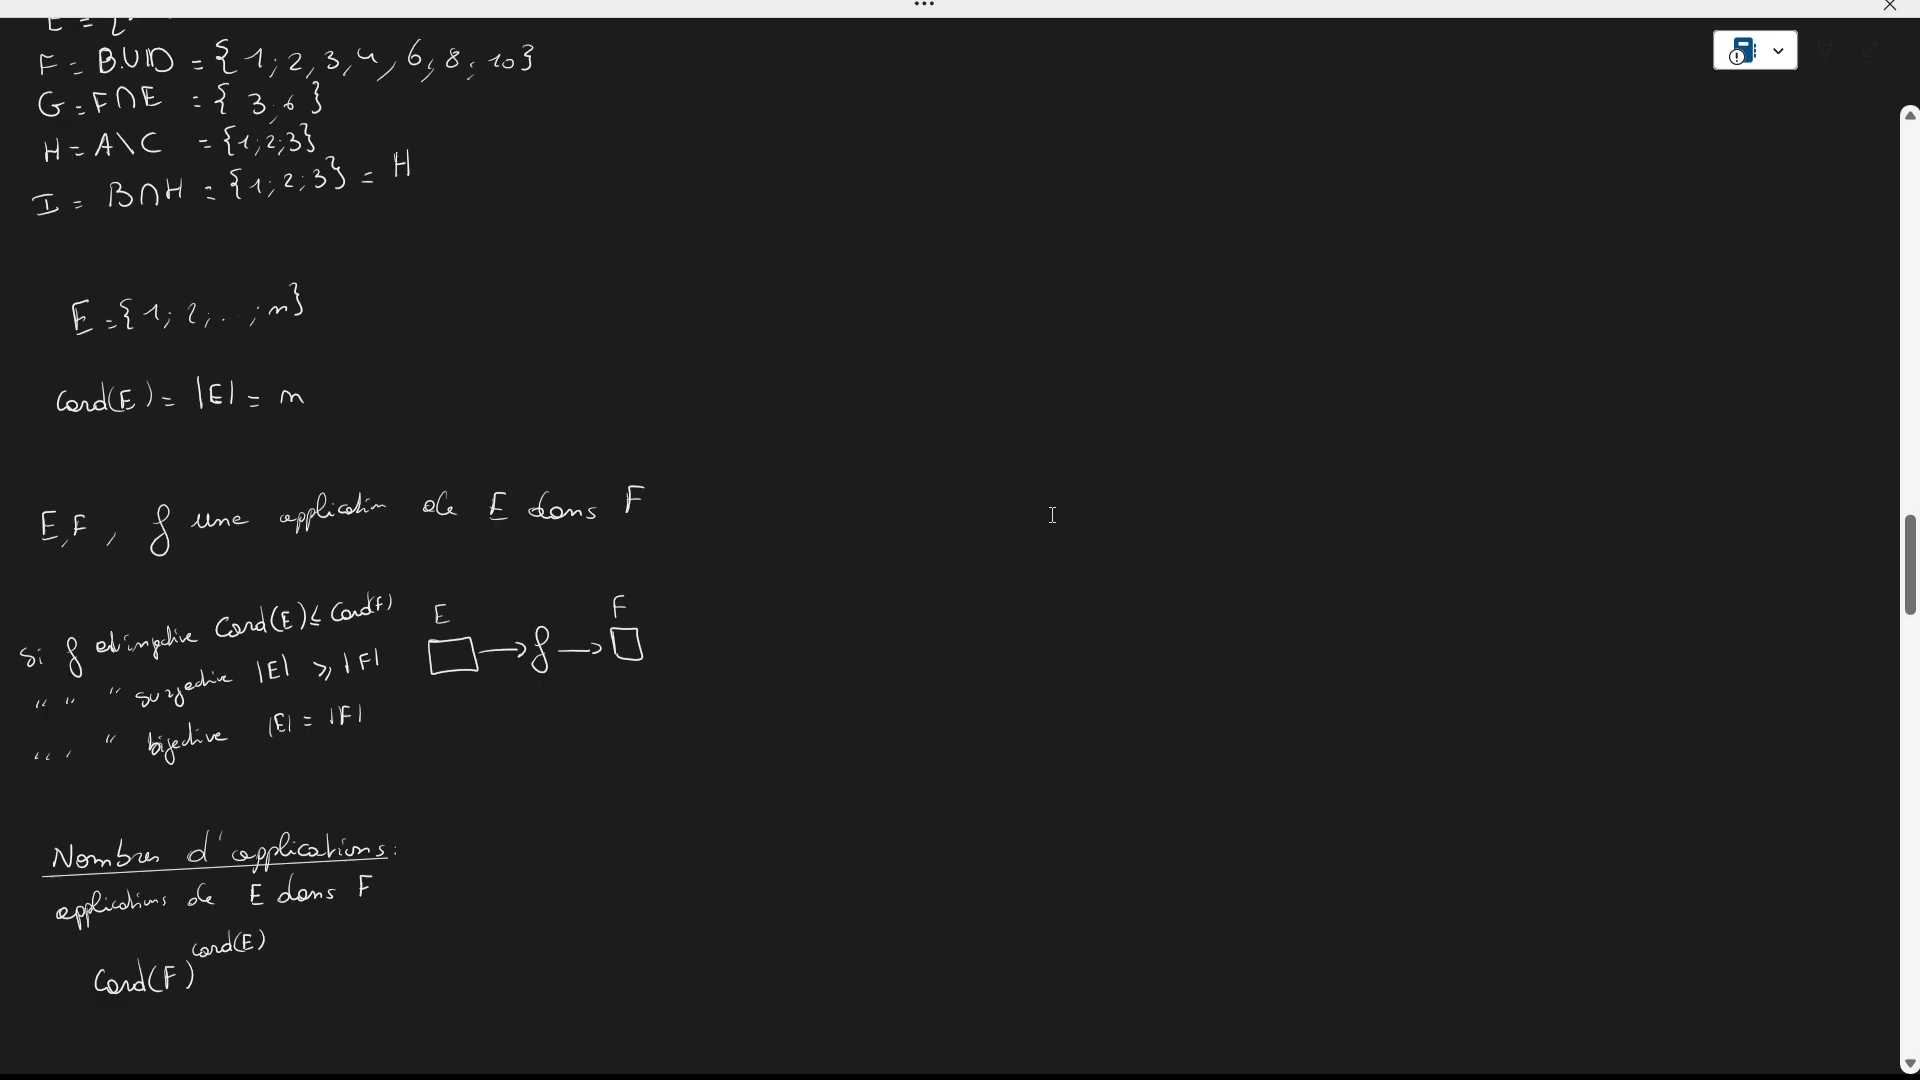 E = {
F = B∪D = {1; 2, 3, 4, 6, 8, 10}
G = F∩E = {3, 6}
H = A\C = {1; 2; 3}
I = B∩H = {1; 2; 3} = H
E = {1; 2; ...; n}
Card(E) = |E| = n
E, F, f une application de E dans F
Si f est injective Card(E) ≤ Card(F)
" " " surjective |E| ≥ |F|
" " " bijective |E| = |F|
E F
□ → f → □
Nombres d'applications:
applications de E dans F
Card(F)^card(E)